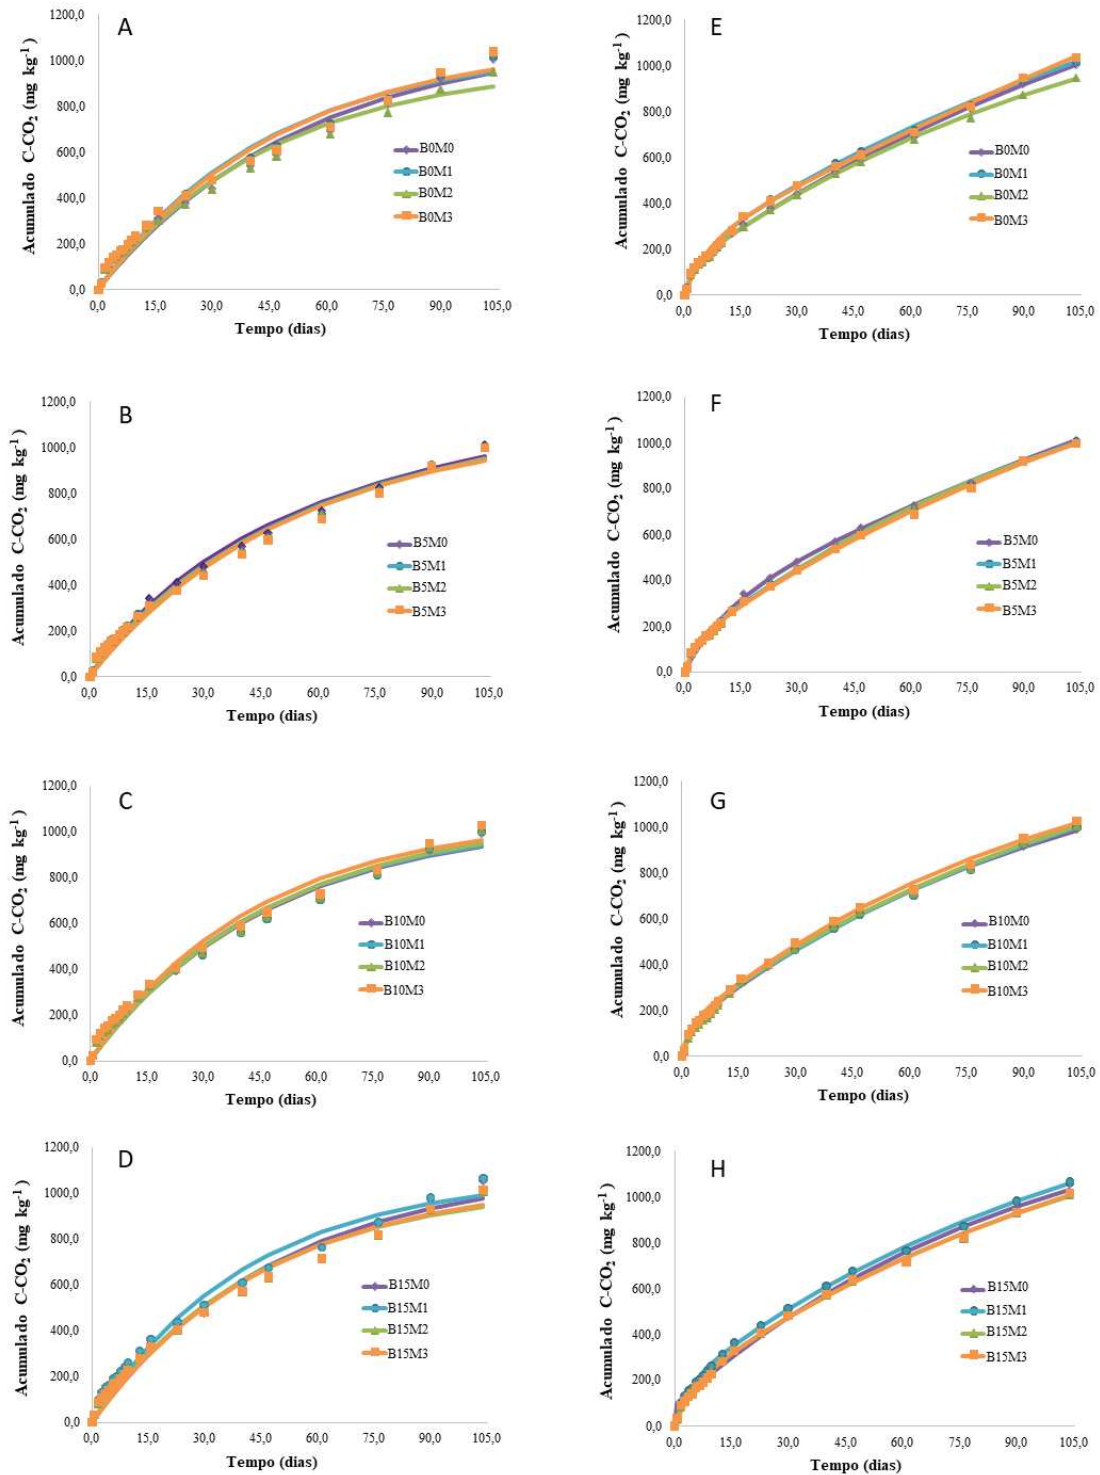 A
Acumulado C-CO₂ (mg kg⁻¹)
1200,0
1000,0
800,0
600,0
400,0
200,0
0,0
B0M0
B0M1
B0M2
B0M3
0,0 15,0 30,0 45,0 60,0 75,0 90,0 105,0
Tempo (dias)
E
Acumulado C-CO₂ (mg kg⁻¹)
1200,0
1000,0
800,0
600,0
400,0
200,0
0,0
B0M0
B0M1
B0M2
B0M3
0,0 15,0 30,0 45,0 60,0 75,0 90,0 105,0
Tempo (dias)
B
Acumulado C-CO₂ (mg kg⁻¹)
1200,0
1000,0
800,0
600,0
400,0
200,0
0,0
B5M0
B5M1
B5M2
B5M3
0,0 15,0 30,0 45,0 60,0 75,0 90,0 105,0
Tempo (dias)
F
Acumulado C-CO₂ (mg kg⁻¹)
1200,0
1000,0
800,0
600,0
400,0
200,0
0,0
B5M0
B5M1
B5M2
B5M3
0,0 15,0 30,0 45,0 60,0 75,0 90,0 105,0
Tempo (dias)
C
Acumulado C-CO₂ (mg kg⁻¹)
1200,0
1000,0
800,0
600,0
400,0
200,0
0,0
B10M0
B10M1
B10M2
B10M3
0,0 15,0 30,0 45,0 60,0 75,0 90,0 105,0
Tempo (dias)
G
Acumulado C-CO₂ (mg kg⁻¹)
1200,0
1000,0
800,0
600,0
400,0
200,0
0,0
B10M0
B10M1
B10M2
B10M3
0,0 15,0 30,0 45,0 60,0 75,0 90,0 105,0
Tempo (dias)
D
Acumulado C-CO₂ (mg kg⁻¹)
1200,0
1000,0
800,0
600,0
400,0
200,0
0,0
B15M0
B15M1
B15M2
B15M3
0,0 15,0 30,0 45,0 60,0 75,0 90,0 105,0
Tempo (dias)
H
Acumulado C-CO₂ (mg kg⁻¹)
1200,0
1000,0
800,0
600,0
400,0
200,0
0,0
B15M0
B15M1
B15M2
B15M3
0,0 15,0 30,0 45,0 60,0 75,0 90,0 105,0
Tempo (dias)